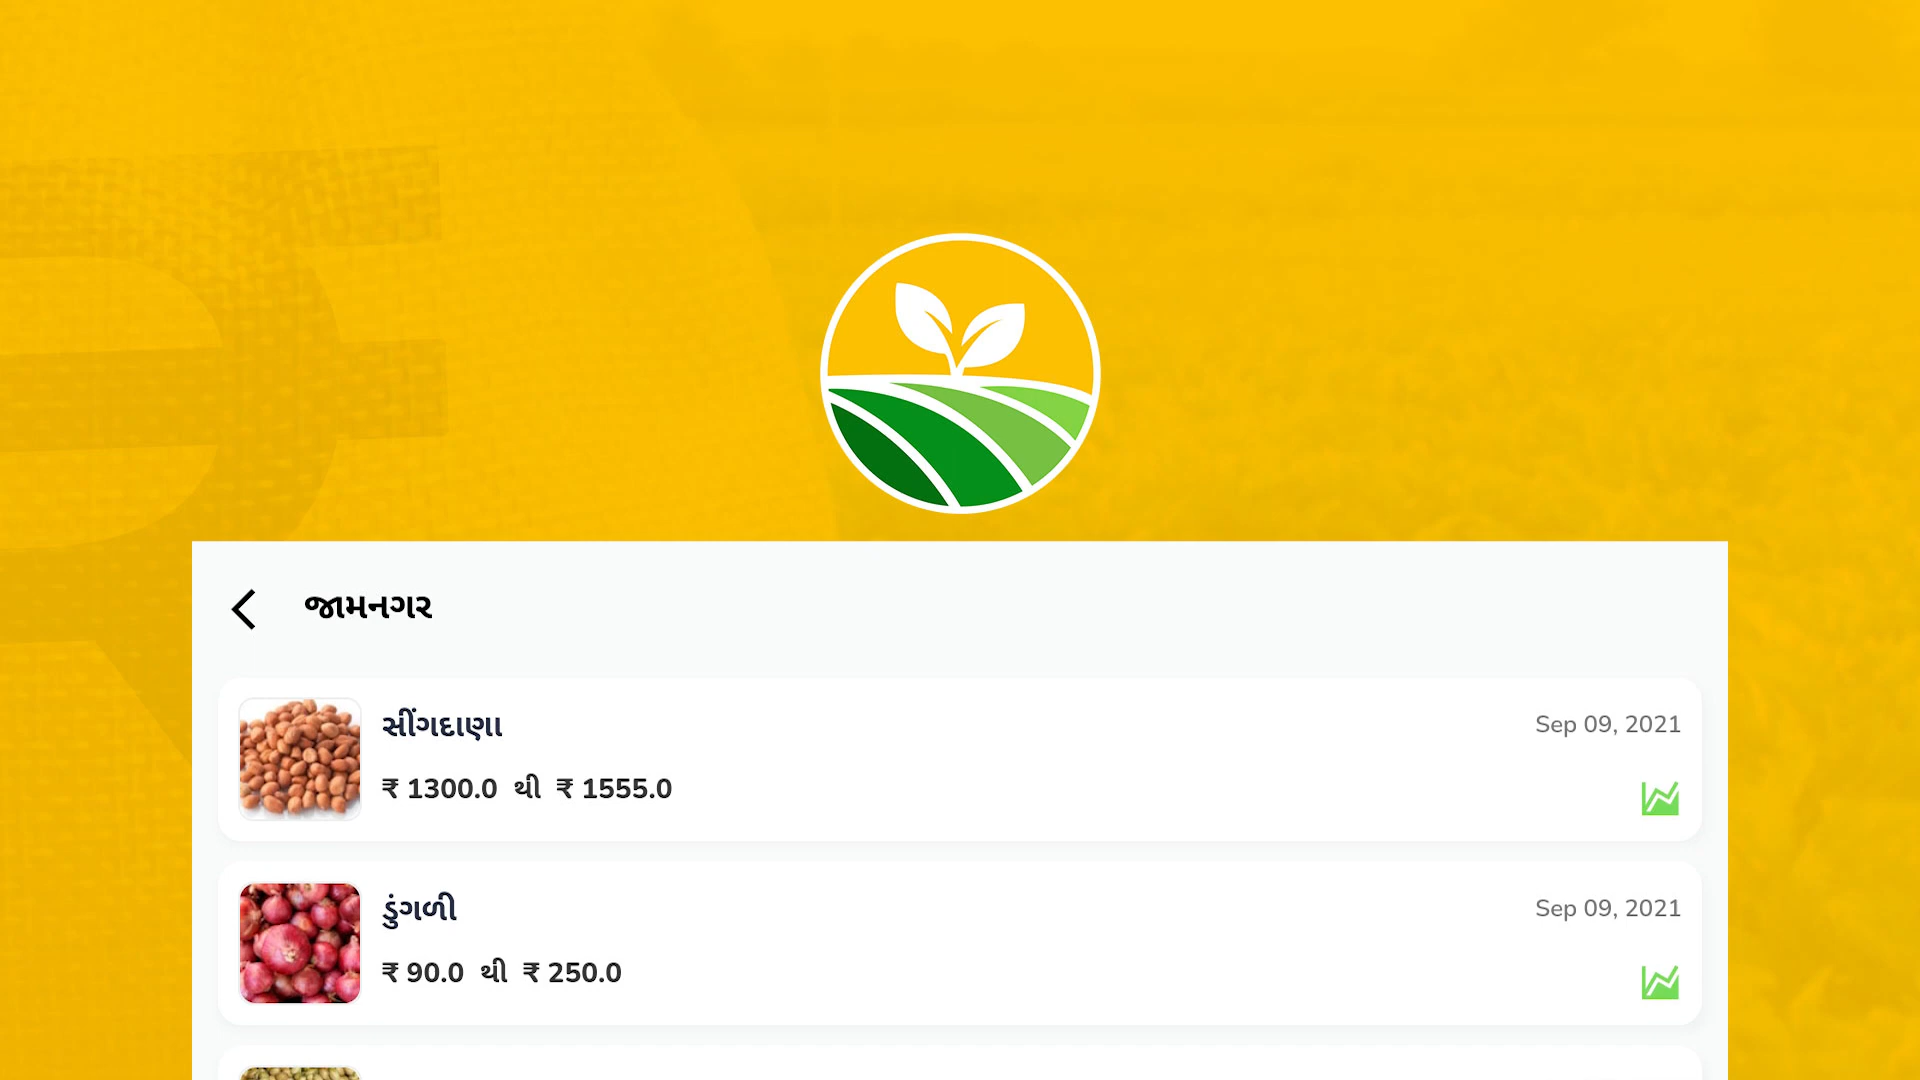 જામનગર
સીંગદાણા
Sep 09, 2021
₹ 1300.0 થી ₹ 1555.0
ડુંગળી
Sep 09, 2021
₹ 90.0 થી ₹ 250.0